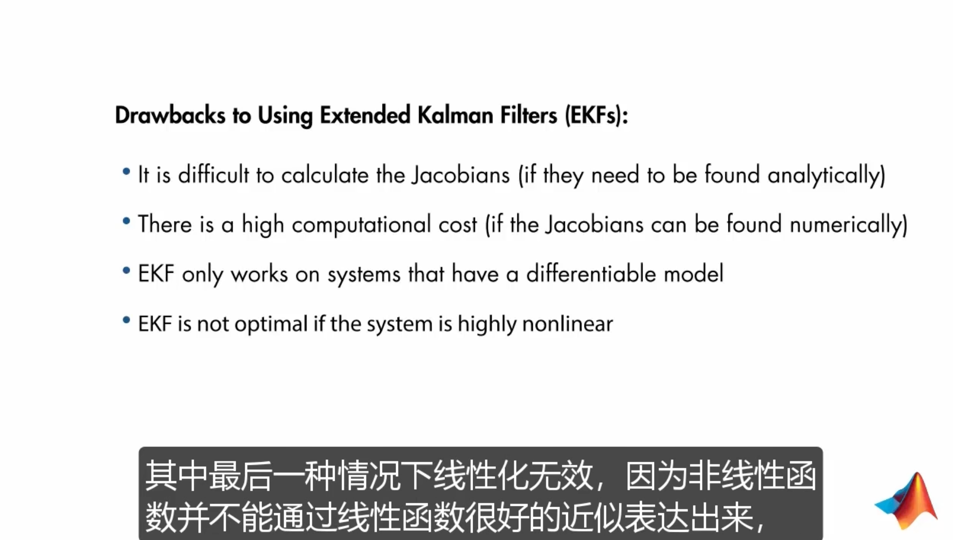 Drawbacks to Using Extended Kalman Filters (EKFs):
• It is difficult to calculate the Jacobians (if they need to be found analytically)
• There is a high computational cost (if the Jacobians can be found numerically)
• EKF only works on systems that have a differentiable model
• EKF is not optimal if the system is highly nonlinear
其中最后一种情况下线性化无效，因为非线性函
数并不能通过线性函数很好的近似表达出来，